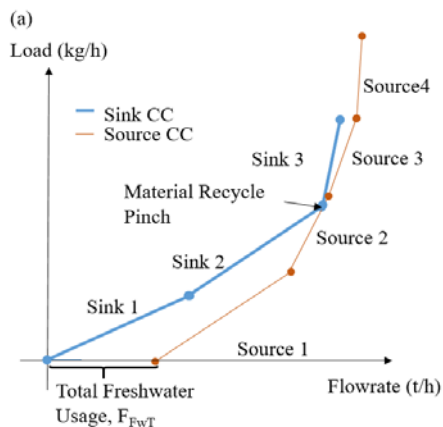 (a)
Load (kg/h)
Sink CC
Source CC
Source4
Sink 3
Source 3
Material Recycle
Pinch
Source 2
Sink 2
Sink 1
Source 1
Total Freshwater
Usage, F_FwT
Flowrate (t/h)